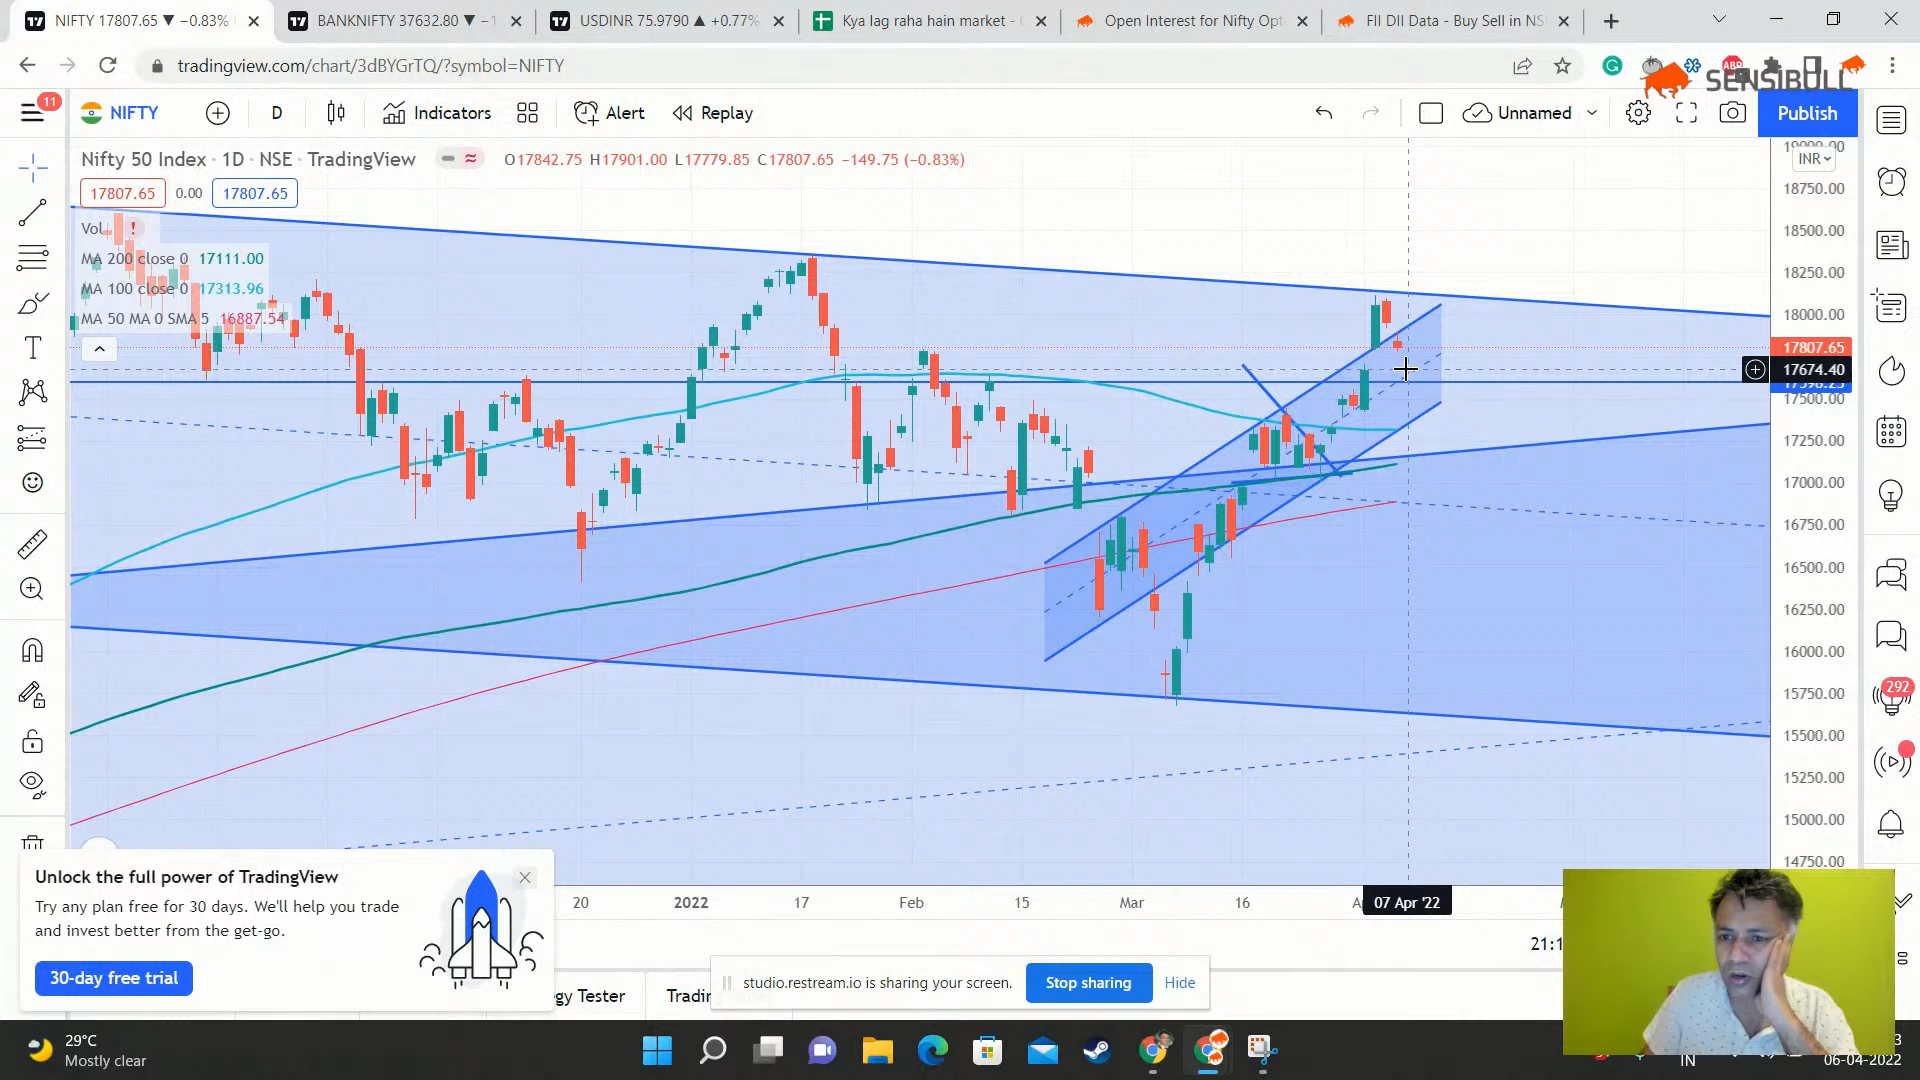 NIFTY 17807.65 ▼ −0.83%
BANKNIFTY 37632.80 ▼ −1
USDINR 75.9790 ▲ +0.77%
Kya lag raha hain market -
Open Interest for Nifty Opt
FII DII Data - Buy Sell in NS
tradingview.com/chart/3dBYGrTQ/?symbol=NIFTY
SENSIBULL
11
NIFTY
D
Indicators
Alert
Replay
Unnamed
Publish
Nifty 50 Index · 1D · NSE · TradingView
O17842.75 H17901.00 L17779.85 C17807.65 −149.75 (−0.83%)
17807.65 0.00 17807.65
Vol
MA 200 close 0 17111.00
MA 100 close 0 17313.96
MA 50 MA 0 SMA 5 16887.54
19000.00
INR
18750.00
18500.00
18250.00
18000.00
17807.65
17674.40
17500.00
17250.00
17000.00
16750.00
16500.00
16250.00
16000.00
15750.00
15500.00
15250.00
15000.00
14750.00
292
20
2022
17
Feb
15
Mar
16
07 Apr '22
Unlock the full power of TradingView
Try any plan free for 30 days. We'll help you trade
and invest better from the get-go.
30-day free trial
gy Tester
Tradin
studio.restream.io is sharing your screen.
Stop sharing
Hide
29°C
Mostly clear
IN
06-04-2022